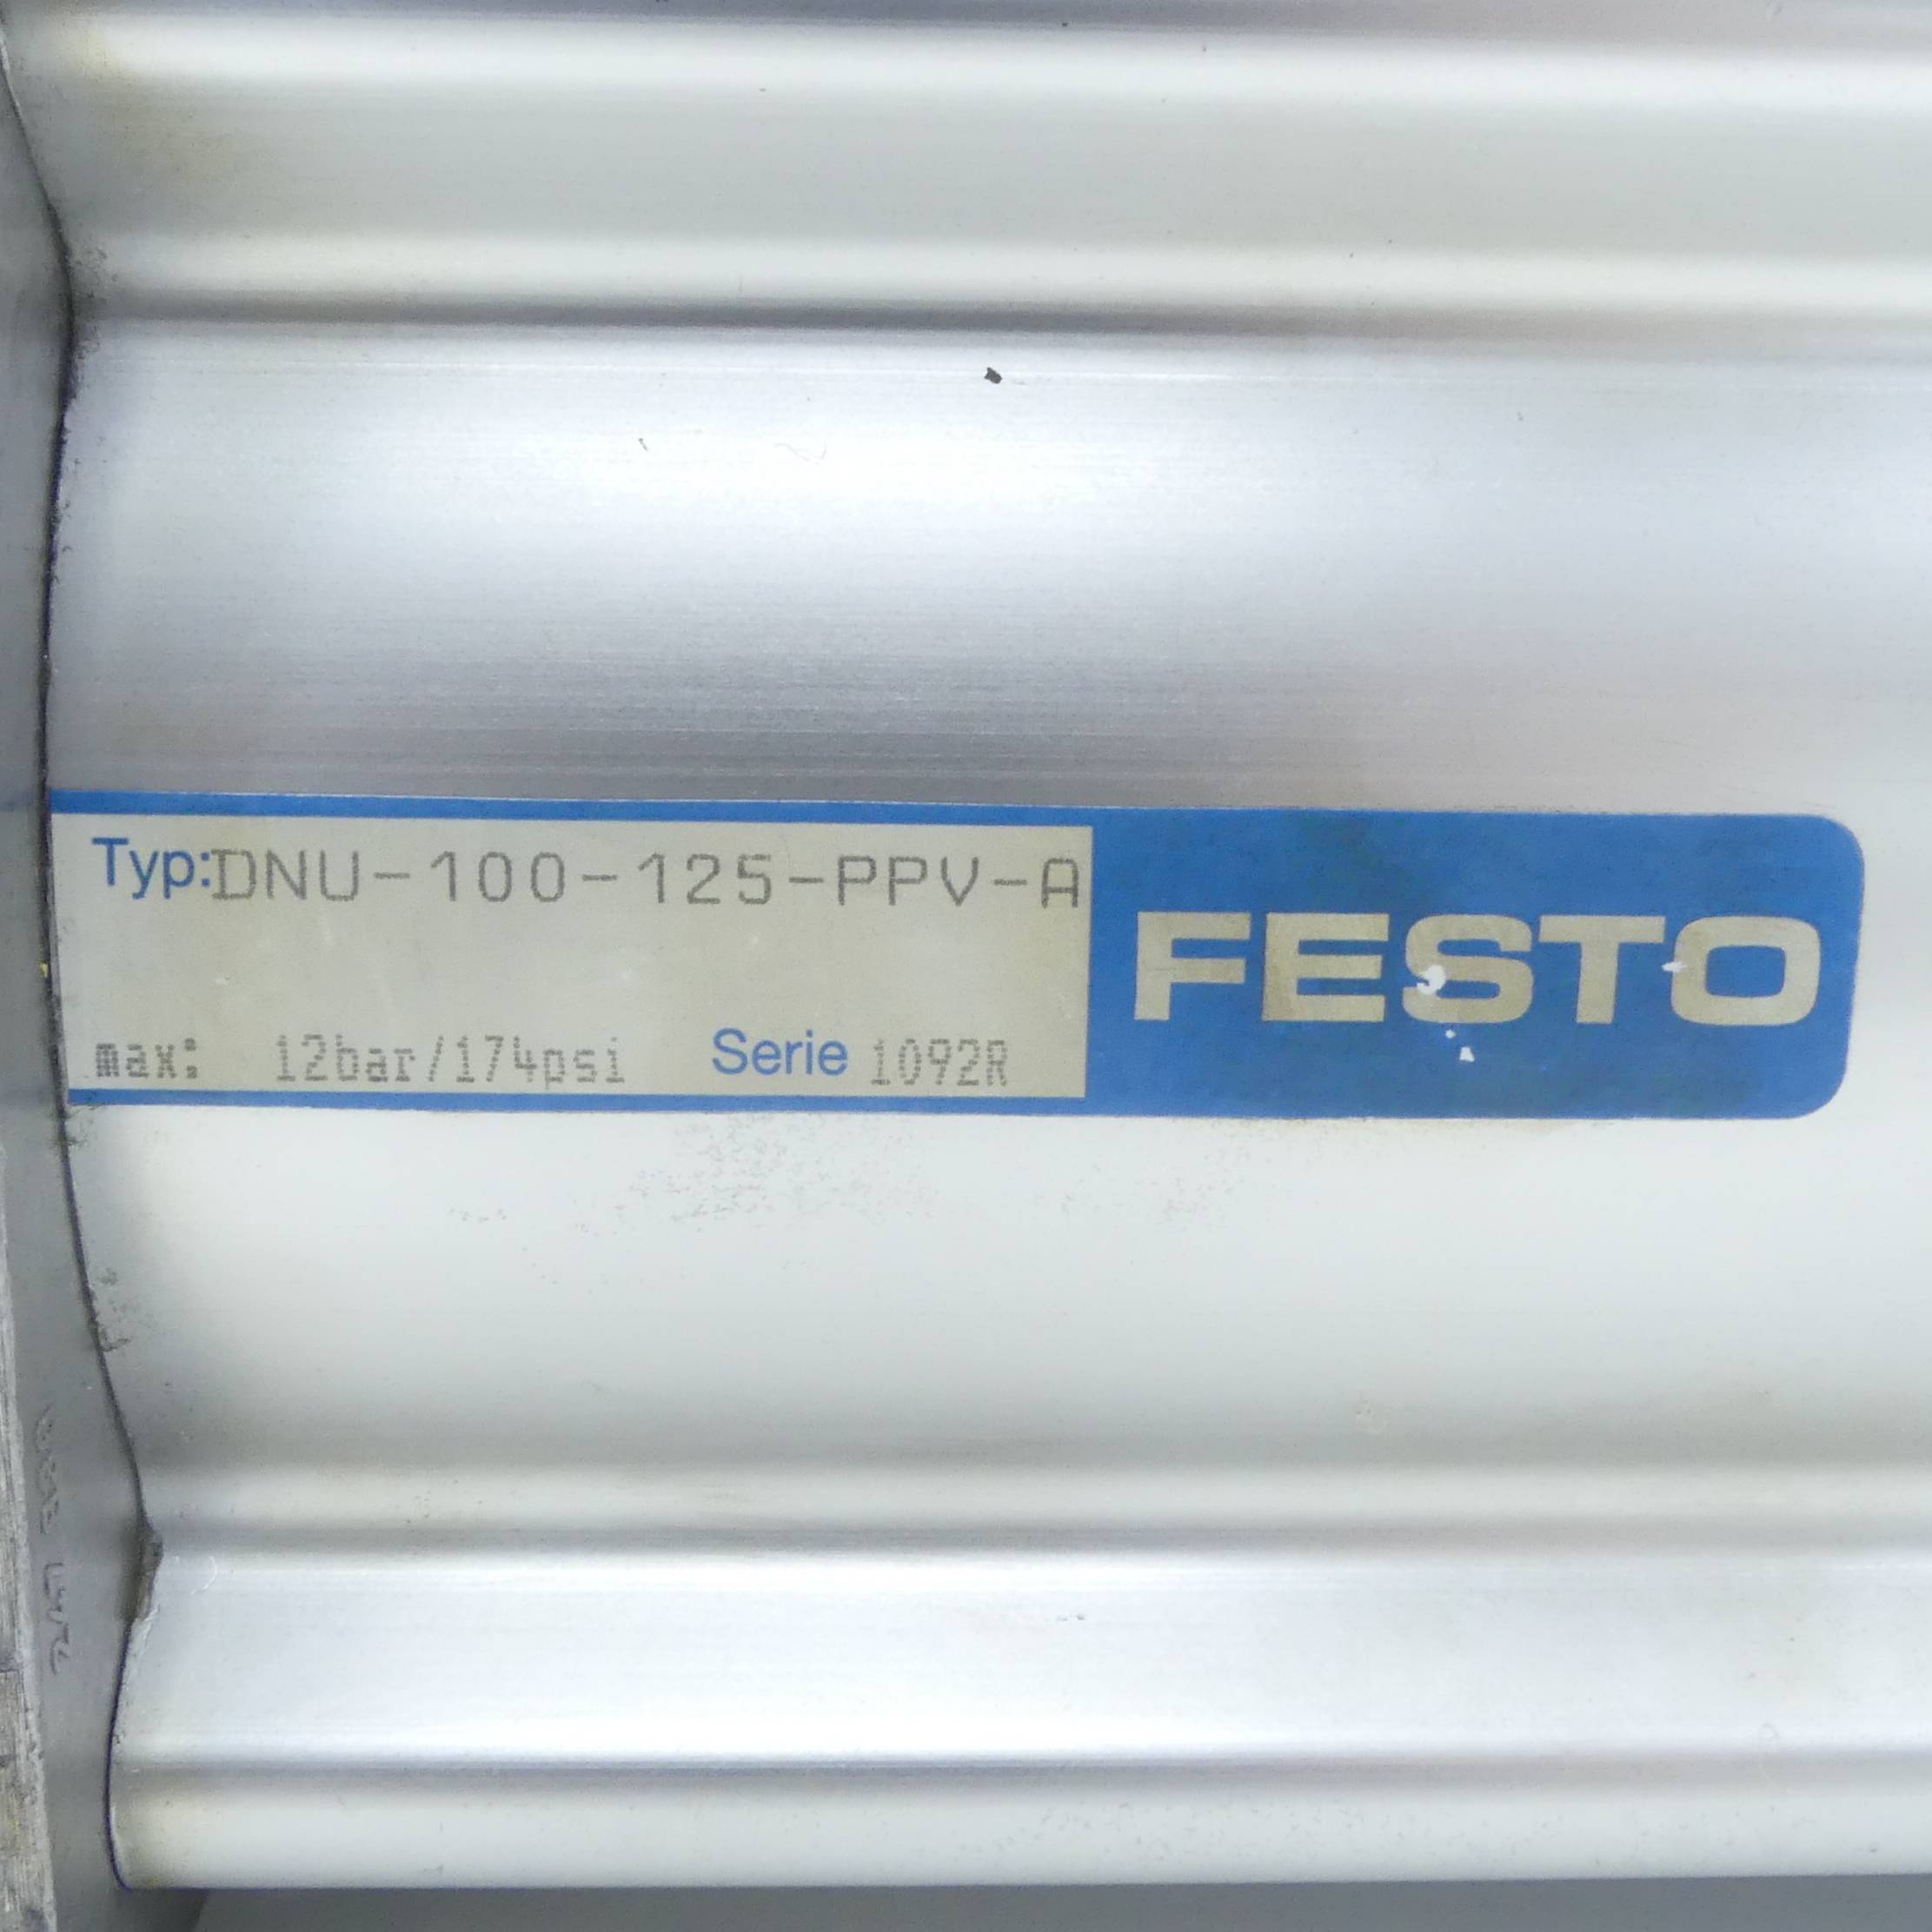 Typ:DNU-100-125-PPV-A
FESTO
max: 12bar/174psi Serie 1092R